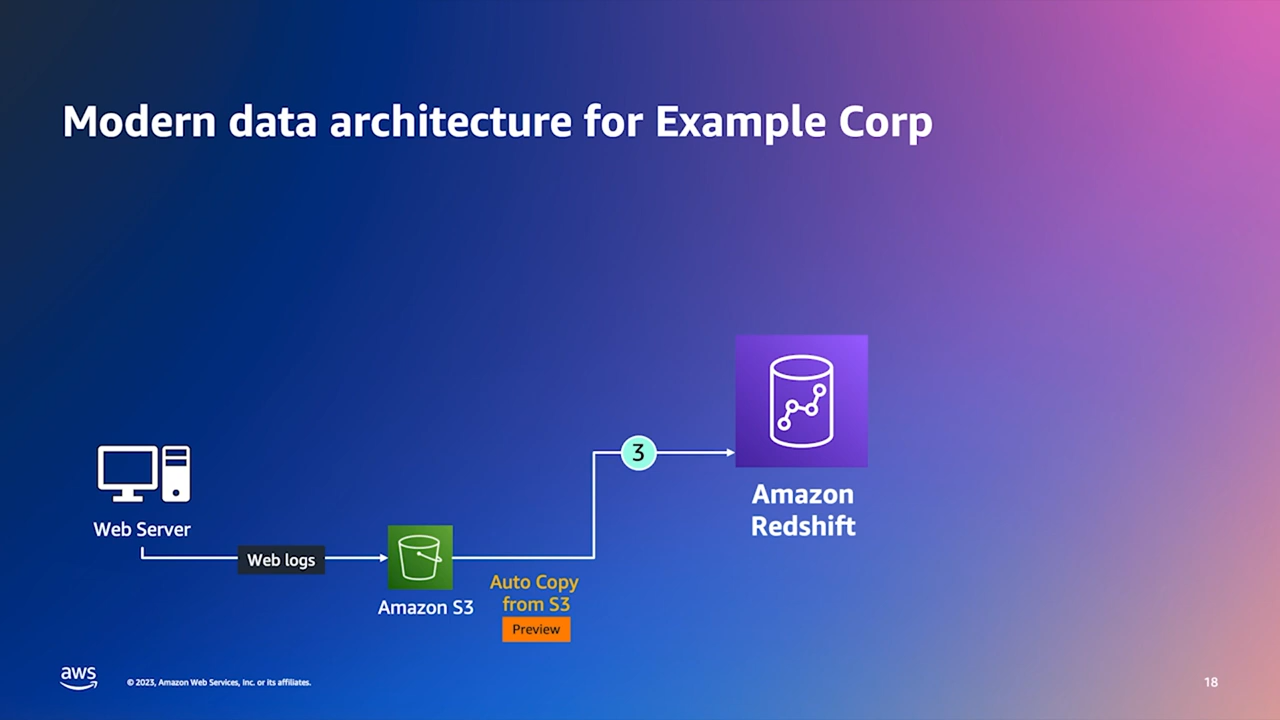 Modern data architecture for Example Corp
3
Amazon
Redshift
Web Server
Web logs
Amazon S3
Auto Copy
from S3
Preview
aws
© 2023, Amazon Web Services, Inc. or its affiliates.
18